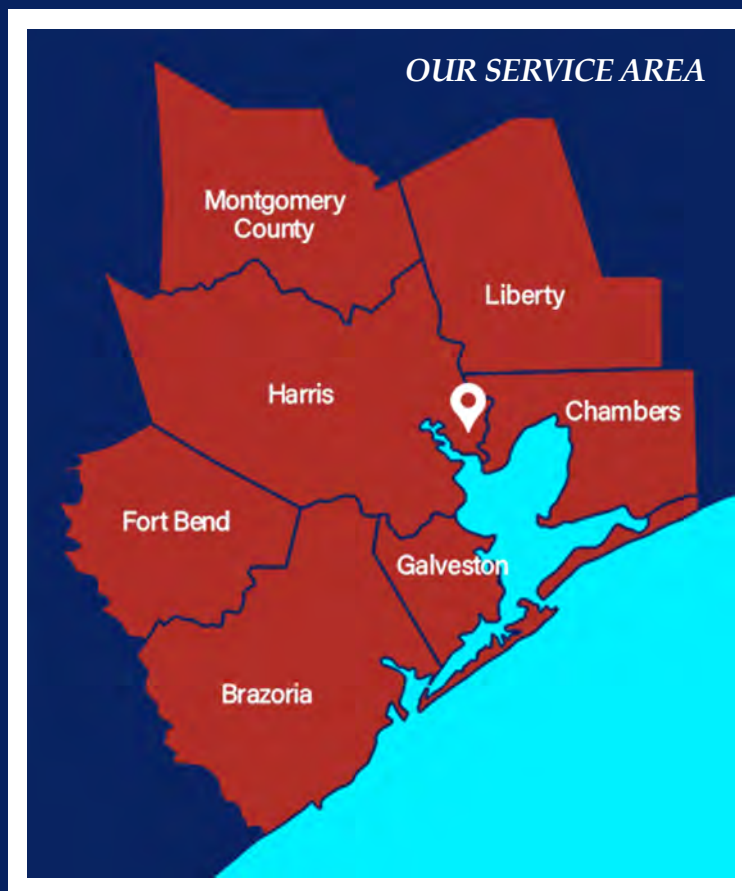 OUR SERVICE AREA
Montgomery
County
Liberty
Harris
Chambers
Fort Bend
Galveston
Brazoria